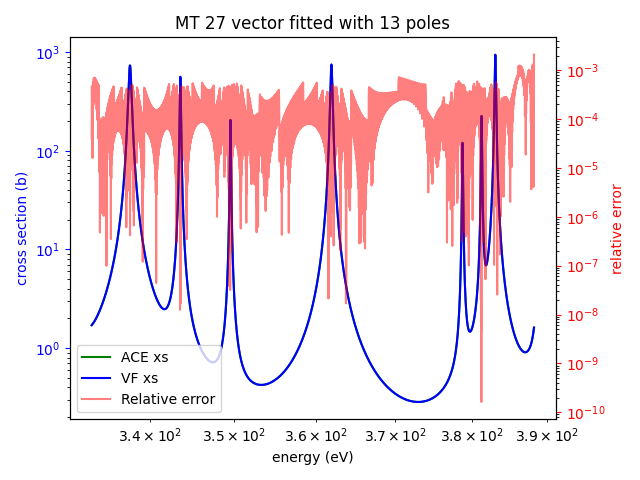 MT 27 vector fitted with 13 poles
10³
10²
10¹
10⁰
cross section (b)
10⁻³
10⁻⁴
10⁻⁵
10⁻⁶
10⁻⁷
10⁻⁸
10⁻⁹
10⁻¹⁰
relative error
ACE xs
VF xs
Relative error
3.4 × 10² 3.5 × 10² 3.6 × 10² 3.7 × 10² 3.8 × 10² 3.9 × 10²
energy (eV)